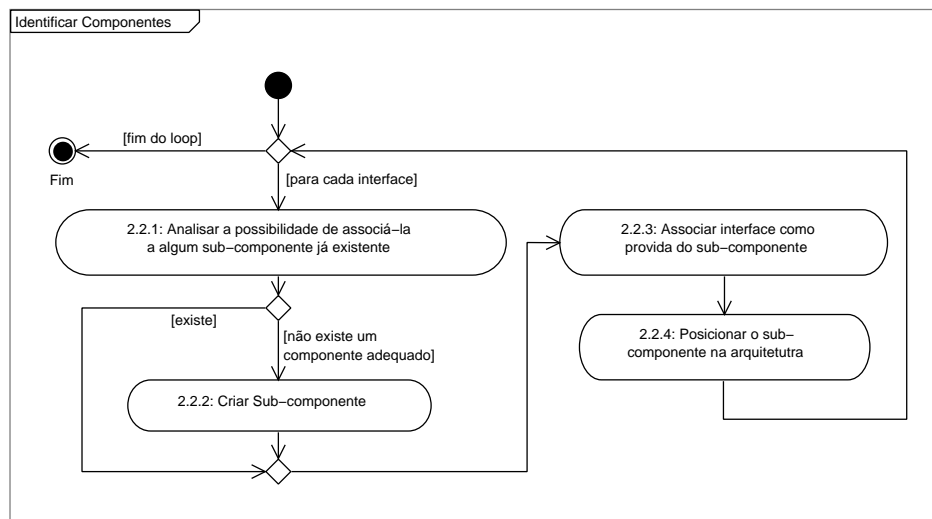 Identificar Componentes
[fim do loop]
Fim
[para cada interface]
2.2.1: Analisar a possibilidade de associá−la
a algum sub−componente já existente
2.2.3: Associar interface como
provida do sub−componente
[existe]
[não existe um
componente adequado]
2.2.4: Posicionar o sub−
componente na arquitetutra
2.2.2: Criar Sub−componente